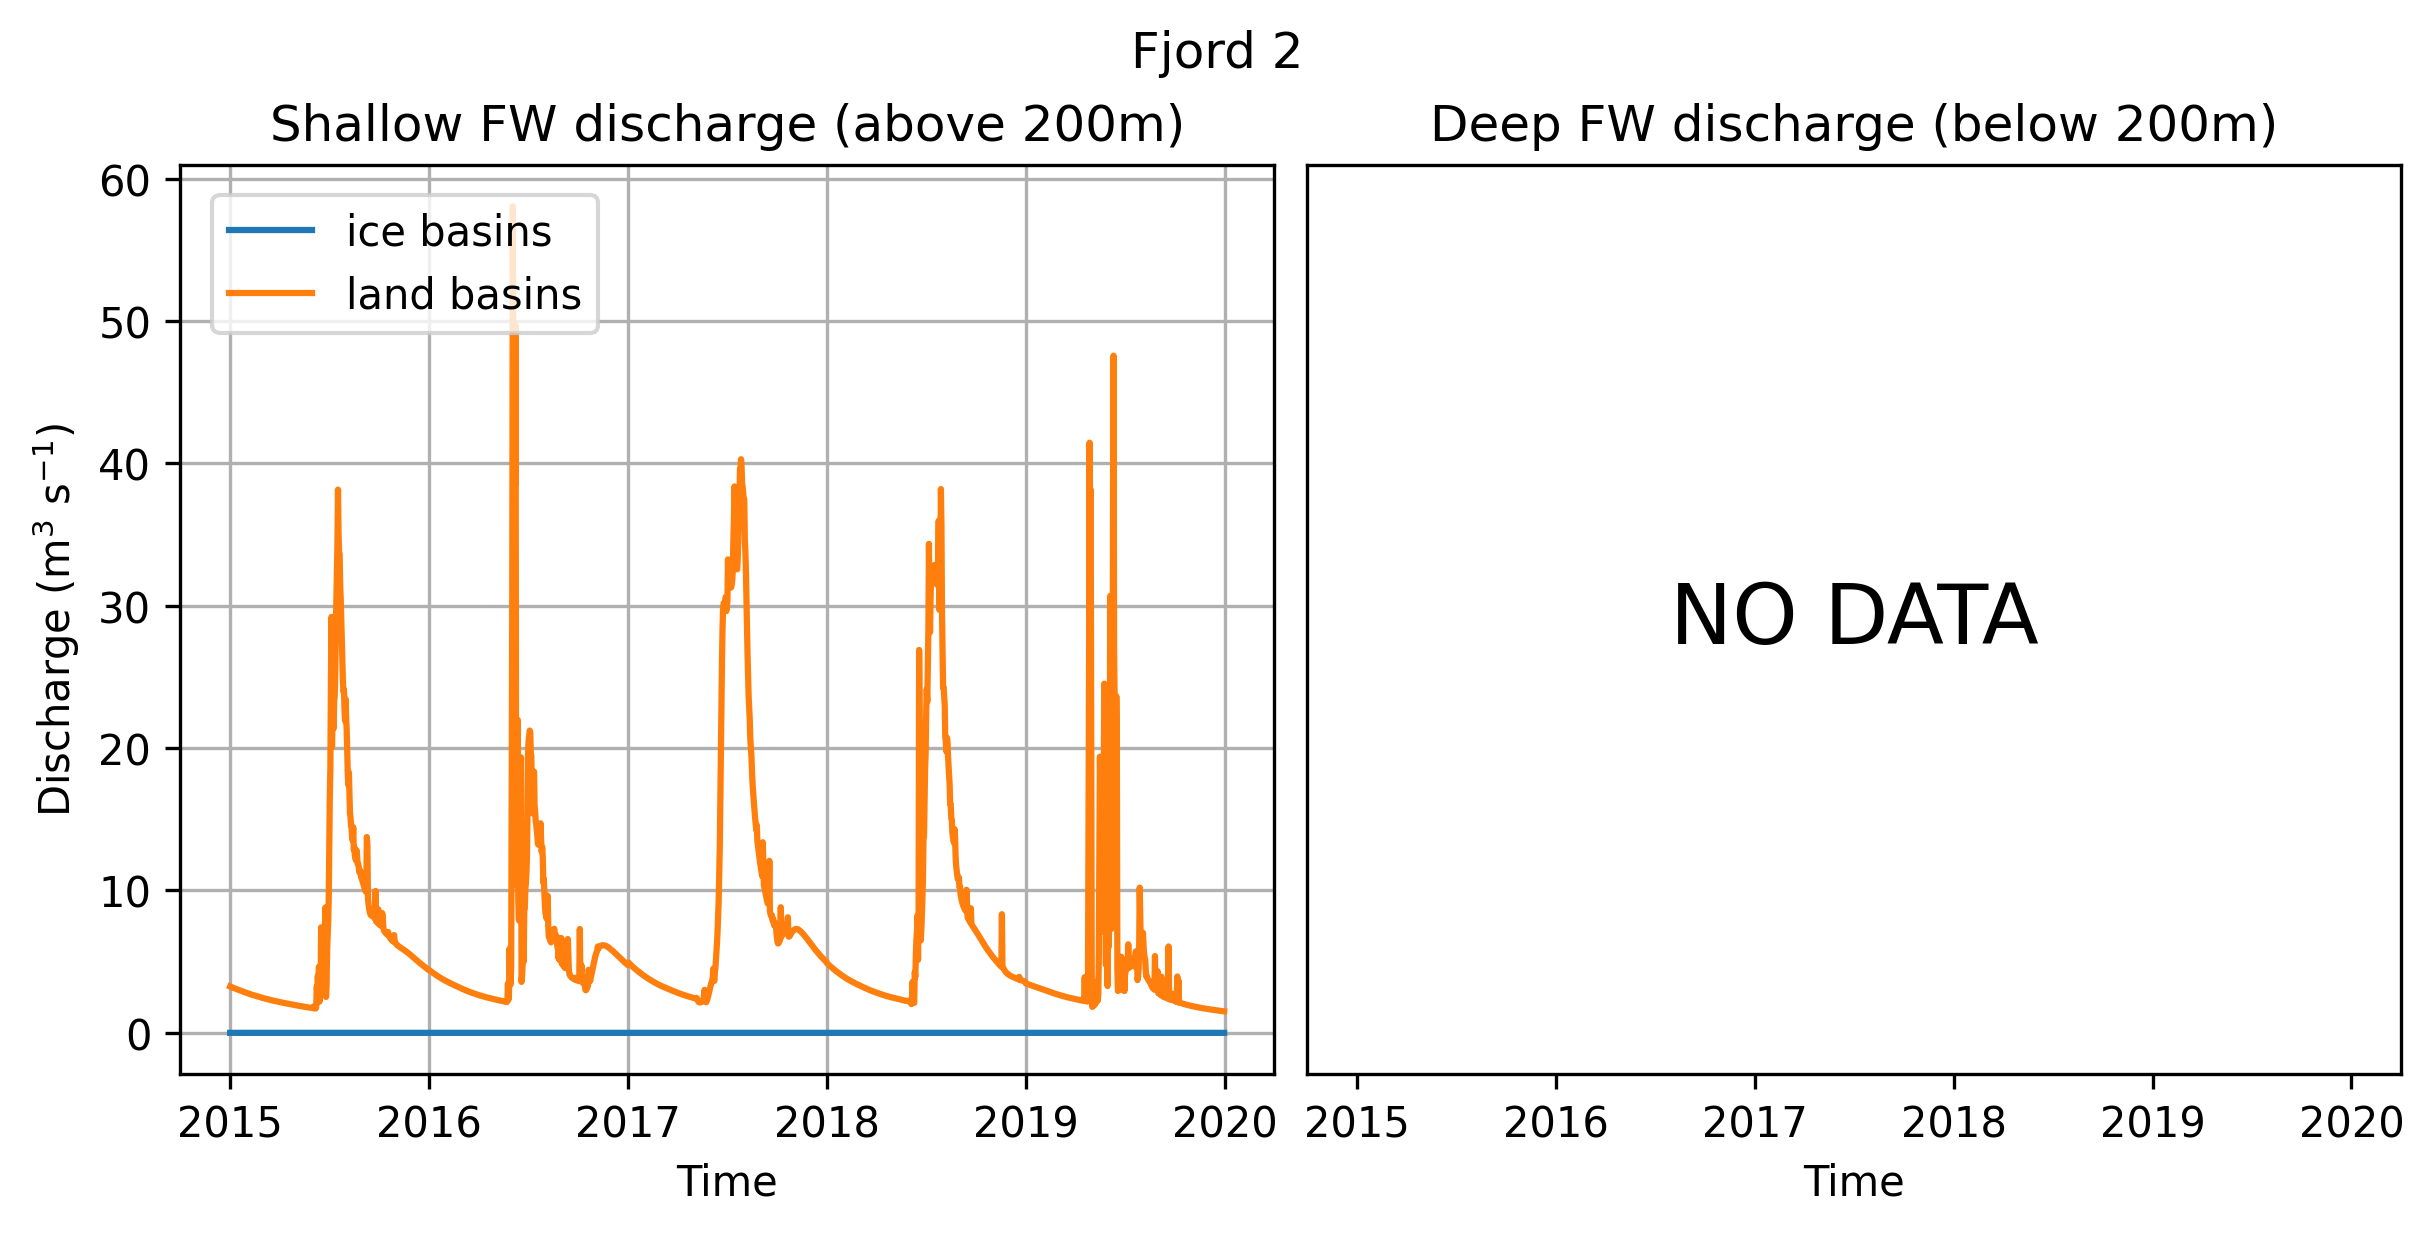 Fjord 2
Shallow FW discharge (above 200m)
Deep FW discharge (below 200m)
ice basins
land basins
Discharge (m³ s⁻¹)
60
50
40
30
20
10
0
NO DATA
2015 2016 2017 2018 2019 2020
2015 2016 2017 2018 2019 2020
Time
Time